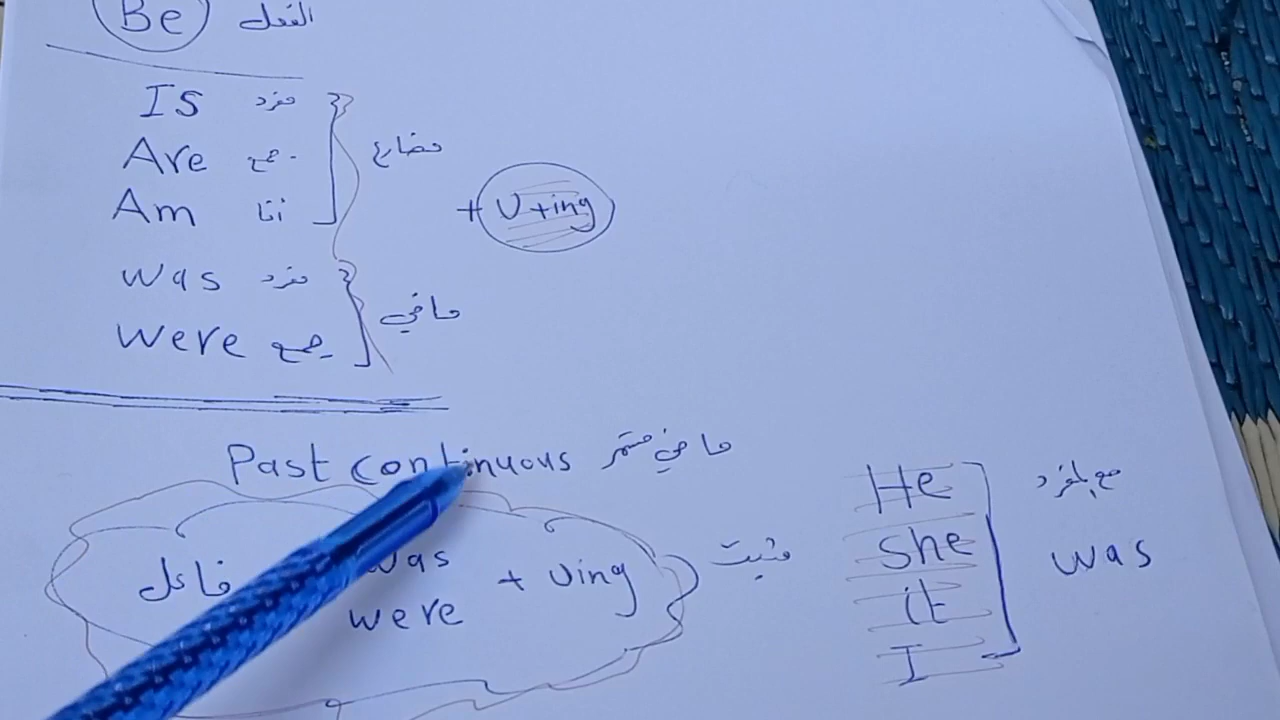 Be الفعل
IS مفرد
Are جمع
Am أنا
مضارع
+ V+ing
was مفرد
were جمع
ماضي
Past continuous ماضي مستمر
فاعل was + Ving
were
مثبت
He
she
it
I
مع المفرد
was